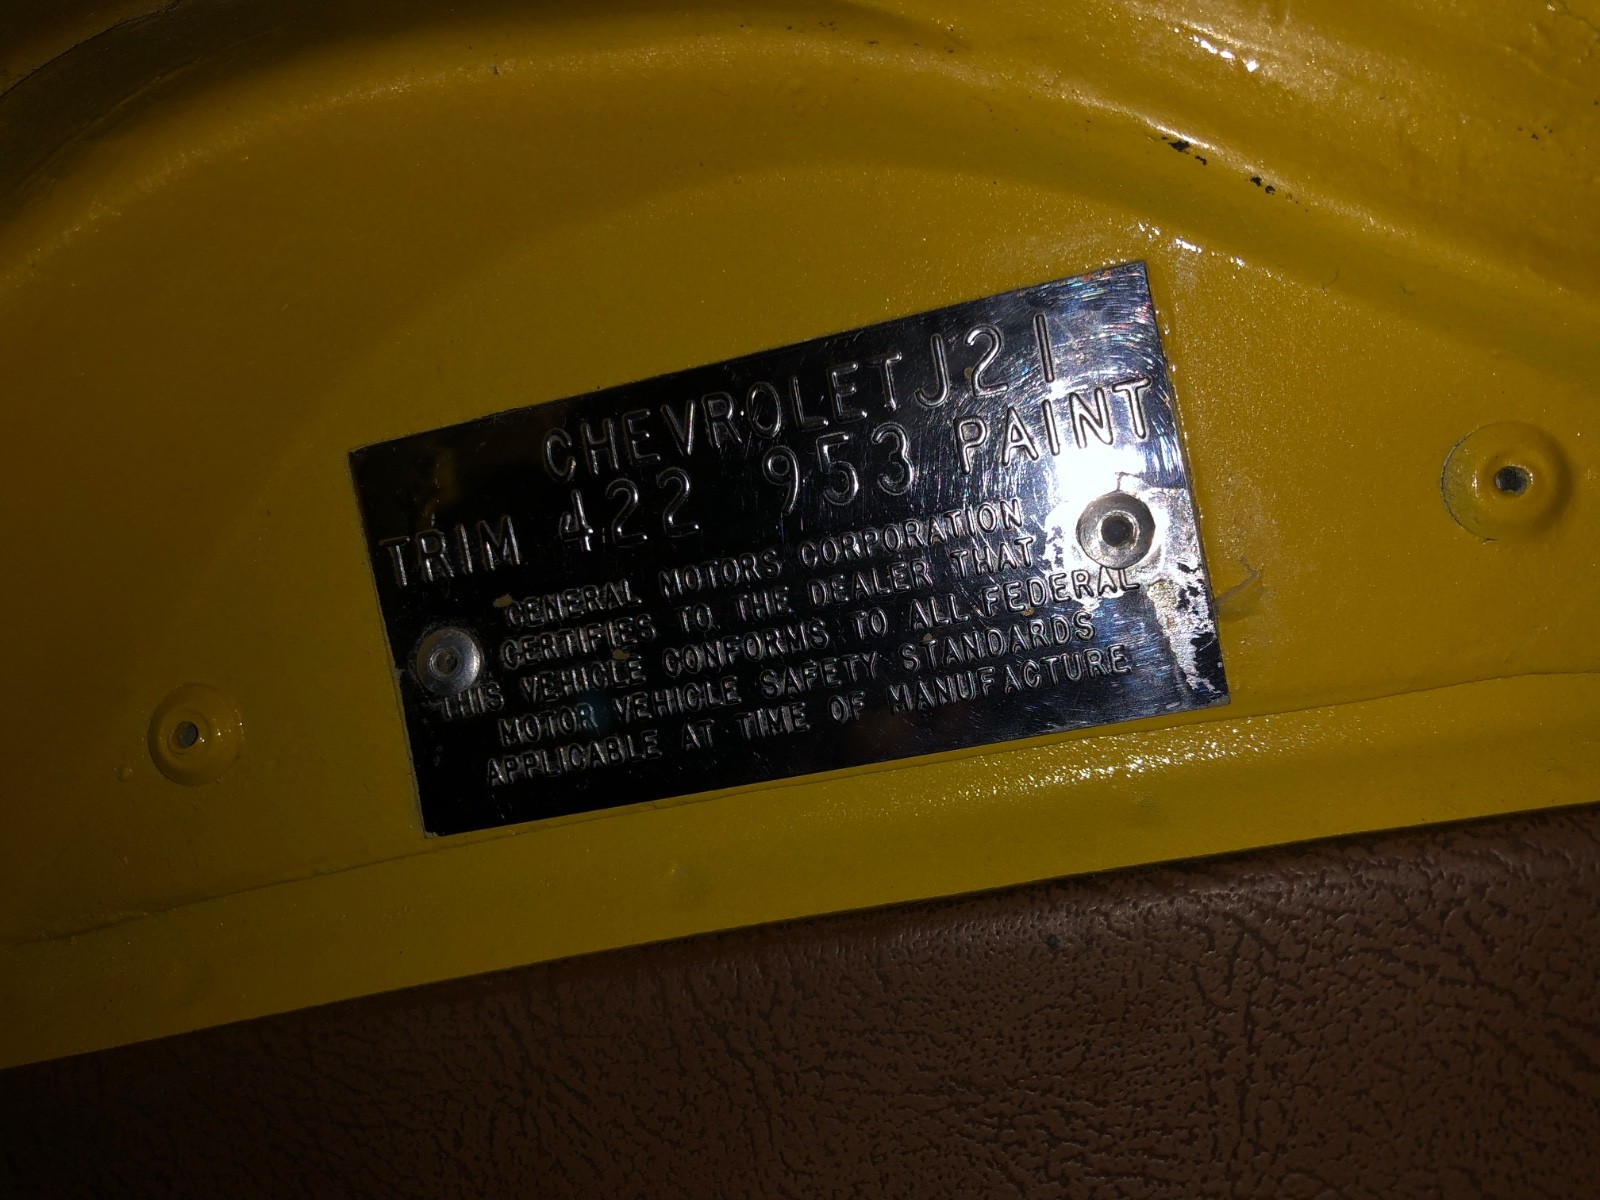 CHEVROLET J21
TRIM 422 953 PAINT
GENERAL MOTORS CORPORATION
CERTIFIES TO THE DEALER THAT
THIS VEHICLE CONFORMS TO ALL FEDERAL
MOTOR VEHICLE SAFETY STANDARDS
APPLICABLE AT TIME OF MANUFACTURE